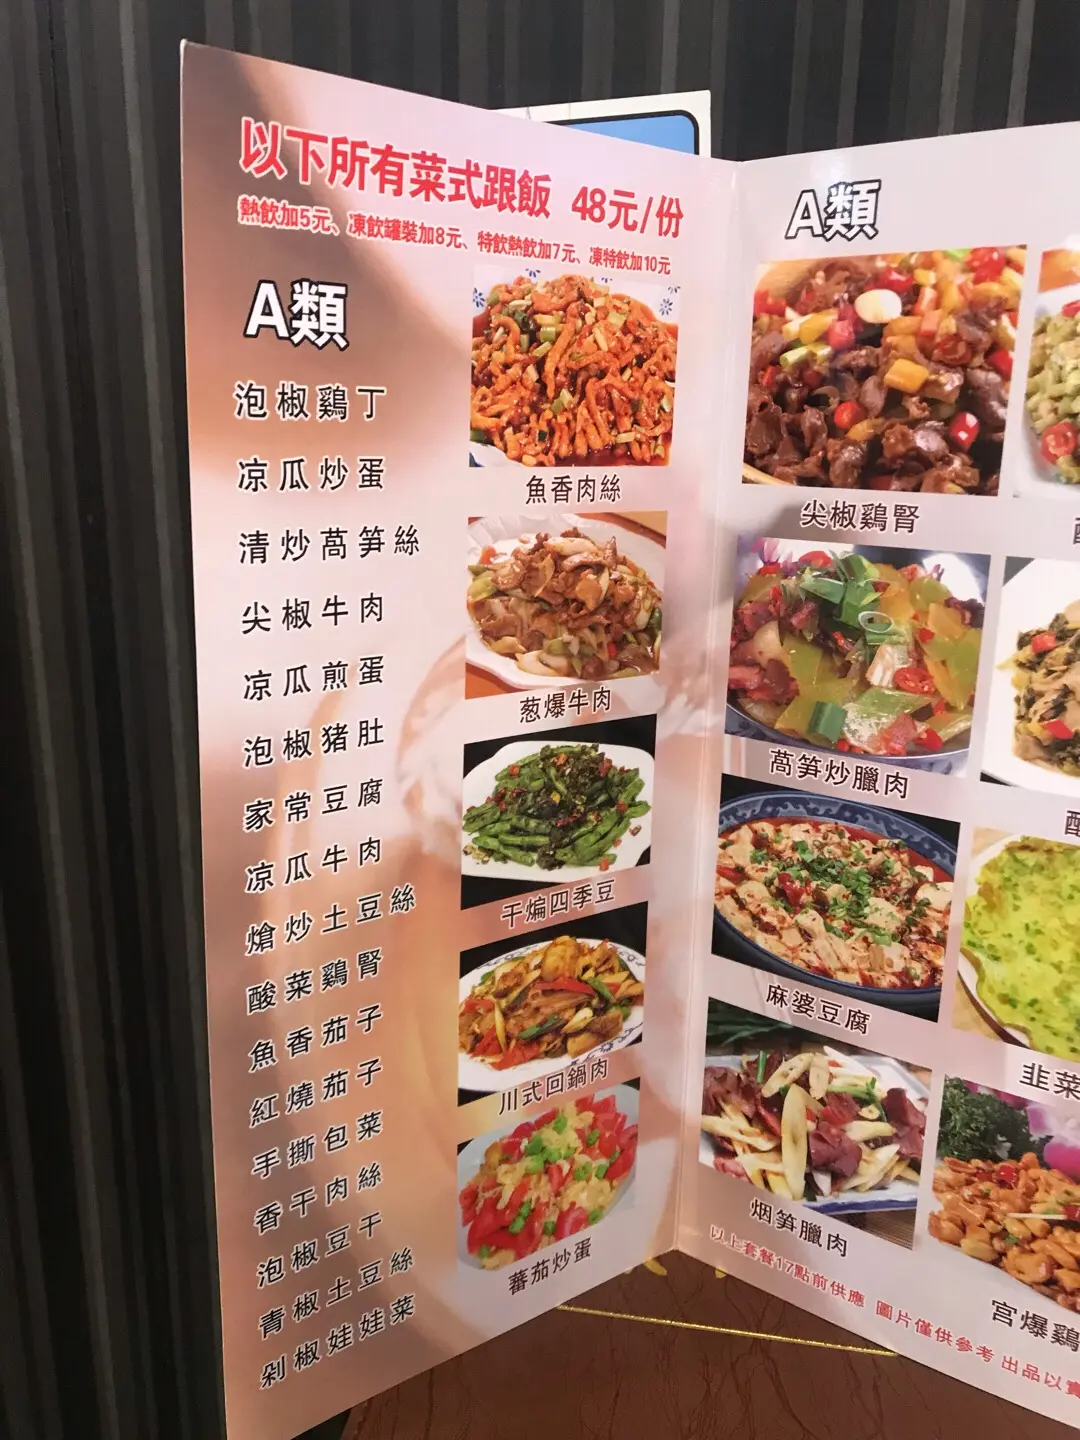 以下所有菜式跟飯 48元/份
熱飲加5元、凍飲罐裝加8元、特飲熱飲加7元、凍特飲加10元
A類
泡椒鷄丁
凉瓜炒蛋
清炒萵笋絲
尖椒牛肉
凉瓜煎蛋
泡椒猪肚
家常豆腐
凉瓜牛肉
熗炒土豆絲
酸菜鷄腎
魚香茄子
紅燒茄子
手撕包菜
香干肉絲
泡椒豆干
青椒土豆絲
剁椒娃娃菜
魚香肉絲
葱爆牛肉
干煸四季豆
川式回鍋肉
蕃茄炒蛋
A類
尖椒鷄腎
萵笋炒臘肉
麻婆豆腐
韭菜
烟笋臘肉
宮爆鷄
以上套餐17點前供應 圖片僅供參考 出品以實